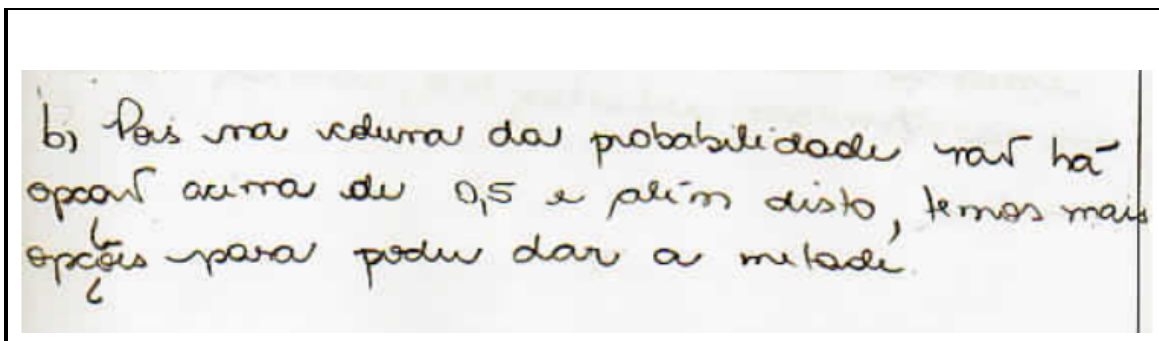 b) Pois na coluna da probabilidade não há
opção acima de 0,5 e além disto, temos mais
opções para poder dar a metade.